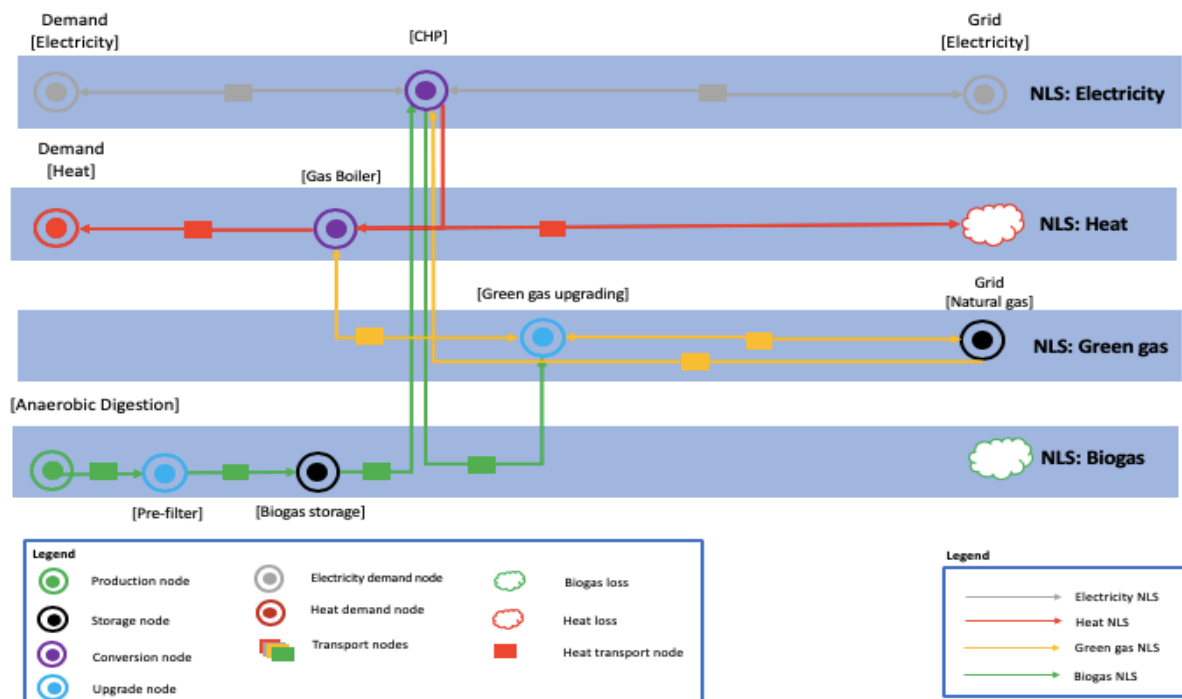 Demand
[Electricity]
[CHP]
Grid
[Electricity]
NLS: Electricity
Demand
[Heat]
[Gas Boiler]
NLS: Heat
[Green gas upgrading]
Grid
[Natural gas]
NLS: Green gas
[Anaerobic Digestion]
NLS: Biogas
[Pre-filter]
[Biogas storage]
Legend
Production node
Storage node
Conversion node
Upgrade node
Electricity demand node
Heat demand node
Transport nodes
Biogas loss
Heat loss
Heat transport node
Legend
Electricity NLS
Heat NLS
Green gas NLS
Biogas NLS